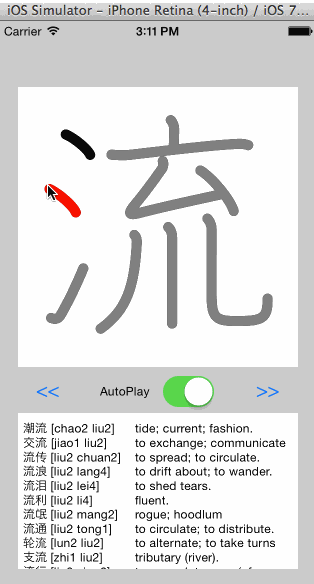 iOS Simulator – iPhone Retina (4-inch) / iOS 7...
Carrier 3:11 PM
流
<< AutoPlay >>
潮流 [chao2 liu2] tide; current; fashion.
交流 [jiao1 liu2] to exchange; communicate
流传 [liu2 chuan2] to spread; to circulate.
流浪 [liu2 lang4] to drift about; to wander.
流泪 [liu2 lei4] to shed tears.
流利 [liu2 li4] fluent.
流氓 [liu2 mang2] rogue; hoodlum
流通 [liu2 tong1] to circulate; to distribute.
轮流 [lun2 liu2] to alternate; to take turns
支流 [zhi1 liu2] tributary (river).